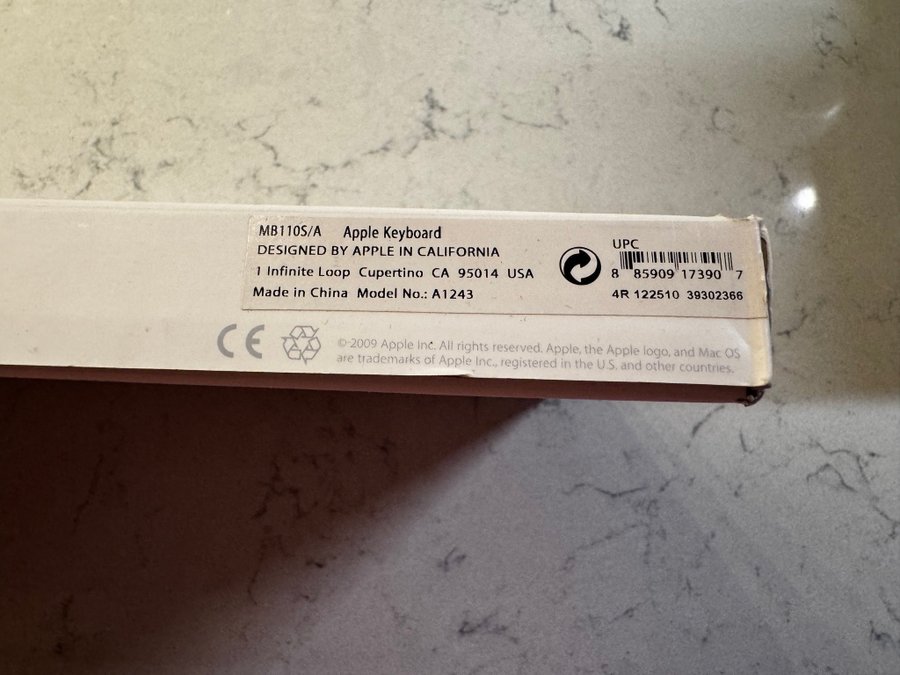 MB110S/A Apple Keyboard
DESIGNED BY APPLE IN CALIFORNIA
1 Infinite Loop Cupertino CA 95014 USA
Made in China Model No.: A1243
UPC
8 85909 17390 7
4R 122510 39302366
CE
© 2009 Apple Inc. All rights reserved. Apple, the Apple logo, and Mac OS
are trademarks of Apple Inc., registered in the U.S. and other countries.